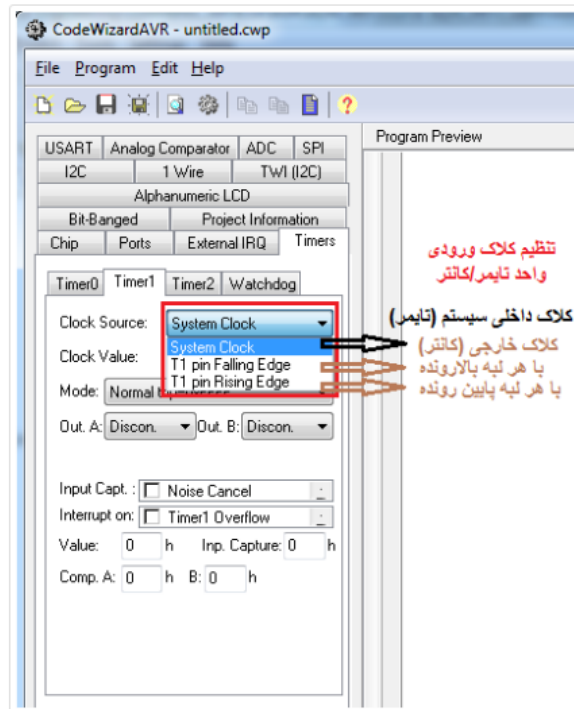 CodeWizardAVR - untitled.cwp
File Program Edit Help
USART Analog Comparator ADC SPI
I2C 1 Wire TWI (I2C)
Alphanumeric LCD
Bit-Banged Project Information
Chip Ports External IRQ Timers
Timer0 Timer1 Timer2 Watchdog
Clock Source: System Clock
Clock Value: System Clock
T1 pin Falling Edge
T1 pin Rising Edge
Mode: Normal
Out. A: Discon. Out. B: Discon.
Input Capt. : Noise Cancel
Interrupt on: Timer1 Overflow
Value: 0 h Inp. Capture: 0 h
Comp. A: 0 h B: 0 h
Program Preview
تنظیم کلاک ورودی
واحد تایمر/کانتر
کلاک داخلی سیستم (تایمر)
کلاک خارجی (کانتر)
با هر لبه بالارونده
با هر لبه پایین رونده